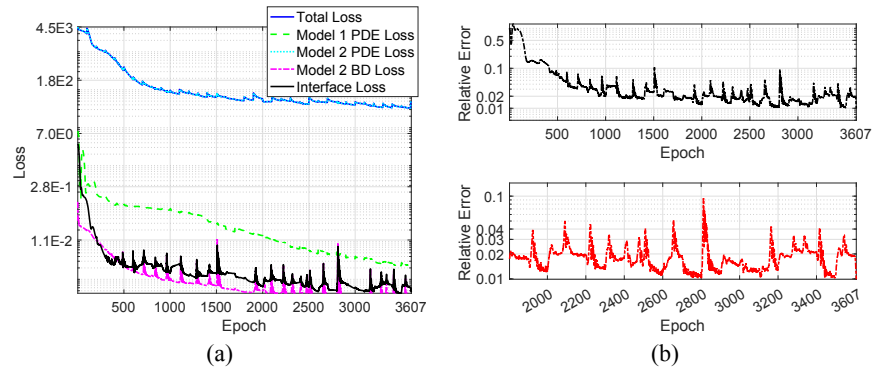 4.5E3
1.8E2
7.0E0
2.8E-1
1.1E-2
Loss
500 1000 1500 2000 2500 3000 3607
Epoch
Total Loss
Model 1 PDE Loss
Model 2 PDE Loss
Model 2 BD Loss
Interface Loss
(a)
Relative Error
0.5
0.1
0.02
0.01
500 1000 1500 2000 2500 3000 3607
Epoch
Relative Error
0.1
0.04
0.03
0.02
0.01
2000 2200 2400 2600 2800 3000 3200 3400 3607
Epoch
(b)